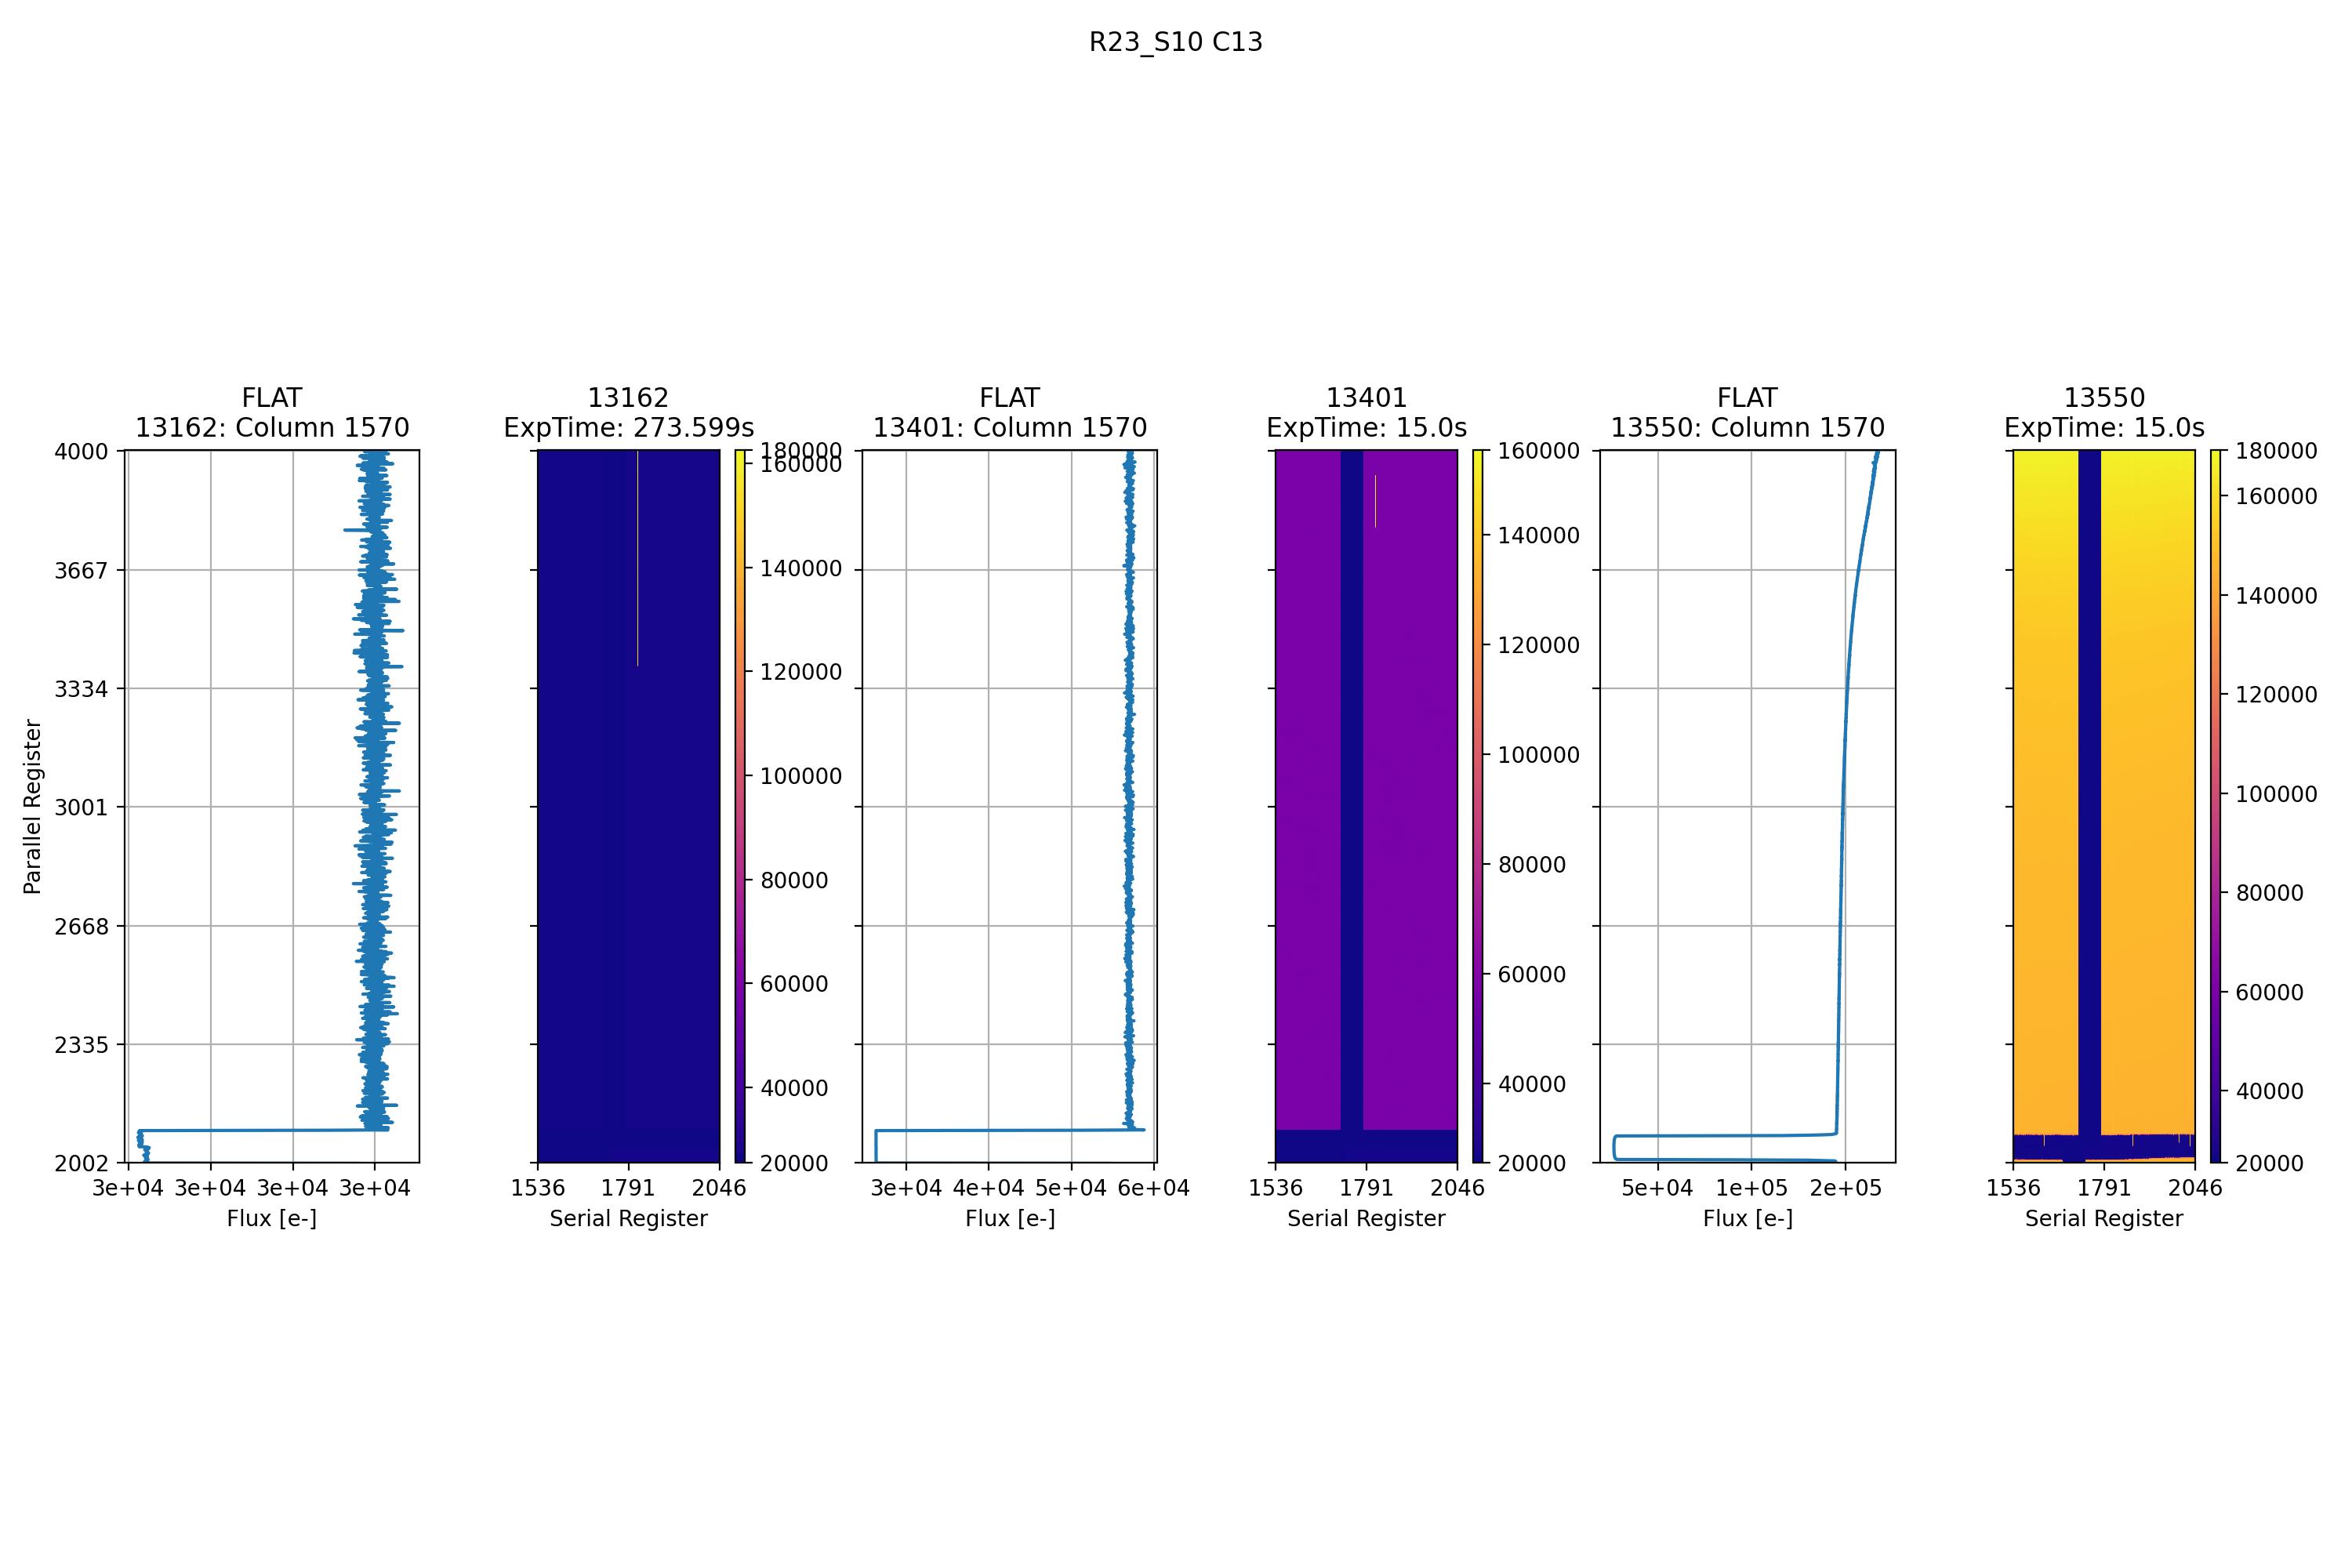 R23_S10 C13
FLAT
13162: Column 1570
13162
ExpTime: 273.599s
FLAT
13401: Column 1570
13401
ExpTime: 15.0s
FLAT
13550: Column 1570
13550
ExpTime: 15.0s
Parallel Register
4000
3667
3334
3001
2668
2335
2002
3e+04 3e+04 3e+04 3e+04
Flux [e-]
1536 1791 2046
Serial Register
180000
160000
140000
120000
100000
80000
60000
40000
20000
3e+04 4e+04 5e+04 6e+04
Flux [e-]
1536 1791 2046
Serial Register
160000
140000
120000
100000
80000
60000
40000
20000
5e+04 1e+05 2e+05
Flux [e-]
1536 1791 2046
Serial Register
180000
160000
140000
120000
100000
80000
60000
40000
20000